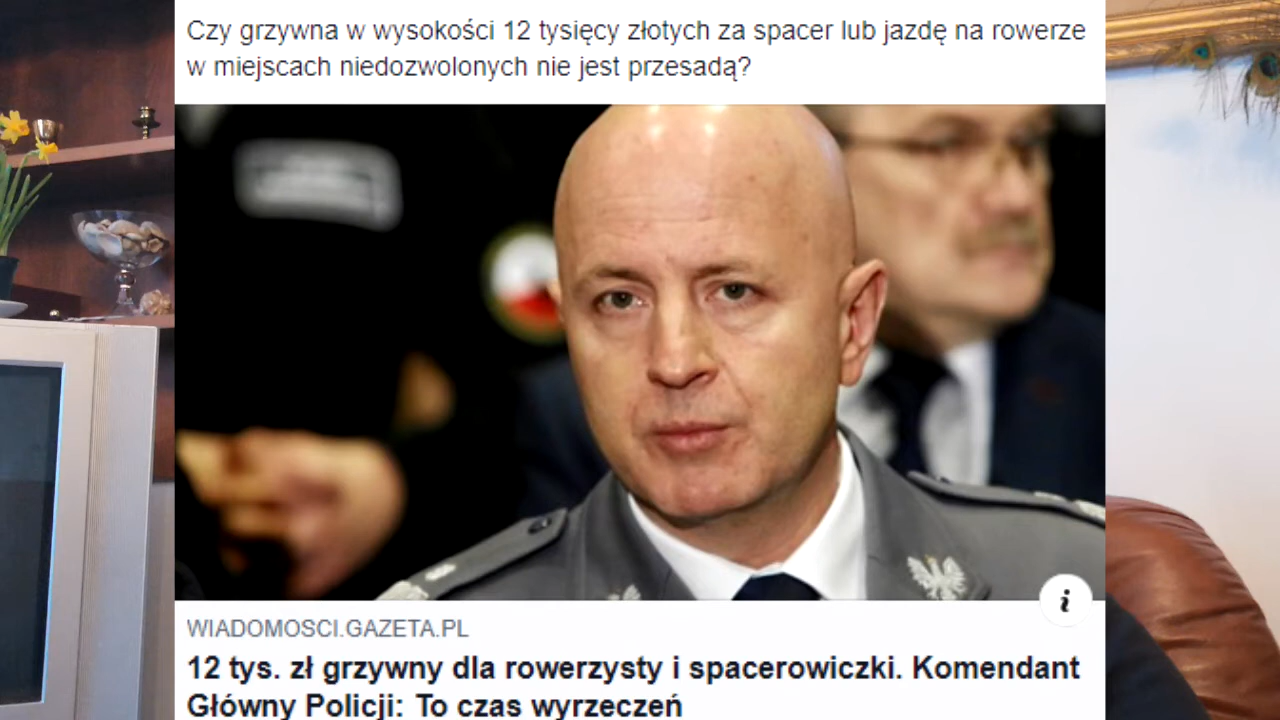 Czy grzywna w wysokości 12 tysięcy złotych za spacer lub jazdę na rowerze
w miejscach niedozwolonych nie jest przesadą?
i
WIADOMOSCI.GAZETA.PL
12 tys. zł grzywny dla rowerzysty i spacerowiczki. Komendant
Główny Policji: To czas wyrzeczeń